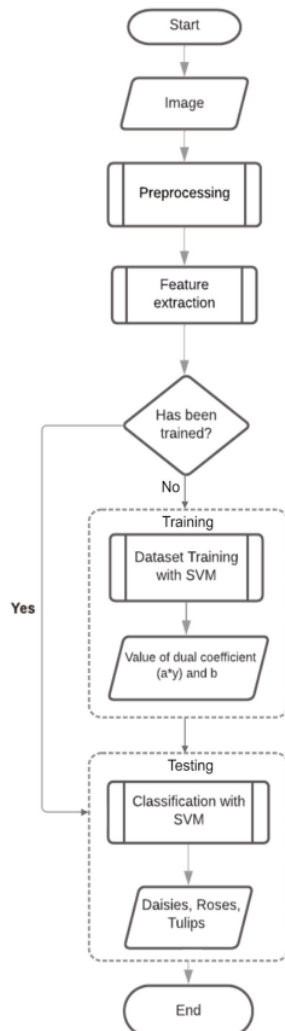 Start
Image
Preprocessing
Feature
extraction
Has been
trained?
No
Training
Dataset Training
with SVM
Yes
Value of dual coefficient
(a*y) and b
Testing
Classification with
SVM
Daisies, Roses,
Tulips
End